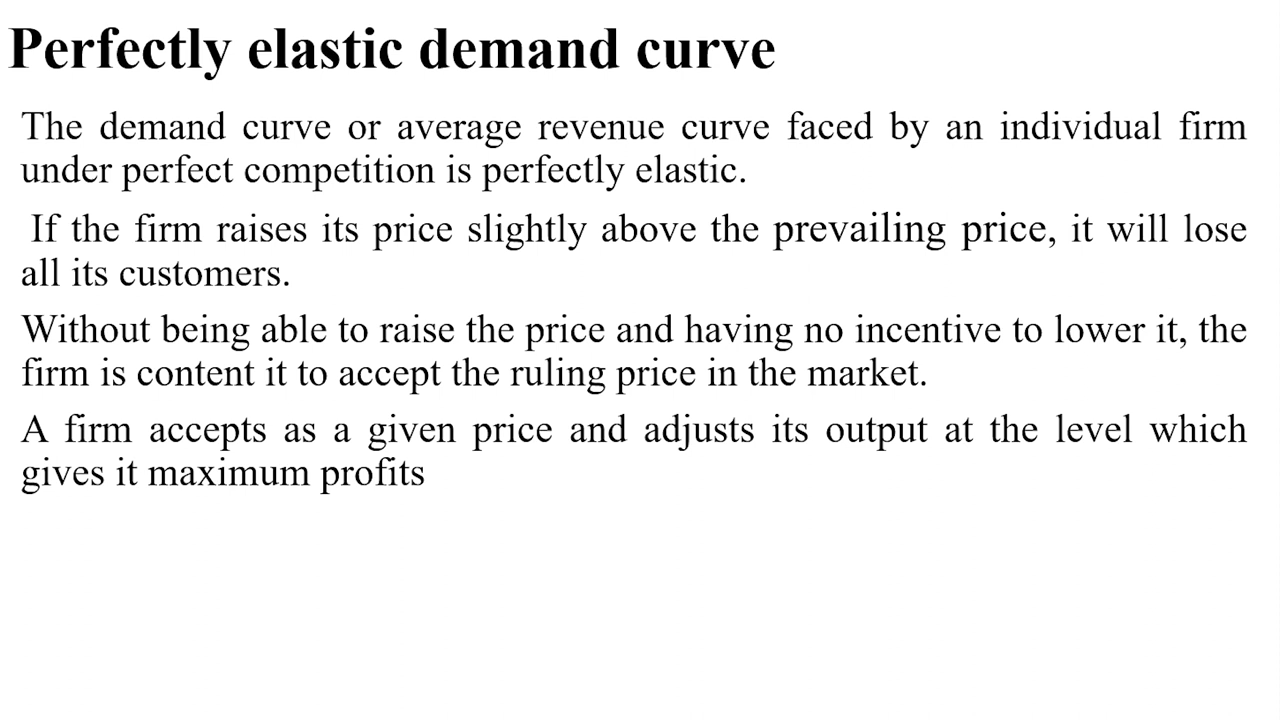 Perfectly elastic demand curve
The demand curve or average revenue curve faced by an individual firm
under perfect competition is perfectly elastic.
If the firm raises its price slightly above the prevailing price, it will lose
all its customers.
Without being able to raise the price and having no incentive to lower it, the
firm is content it to accept the ruling price in the market.
A firm accepts as a given price and adjusts its output at the level which
gives it maximum profits